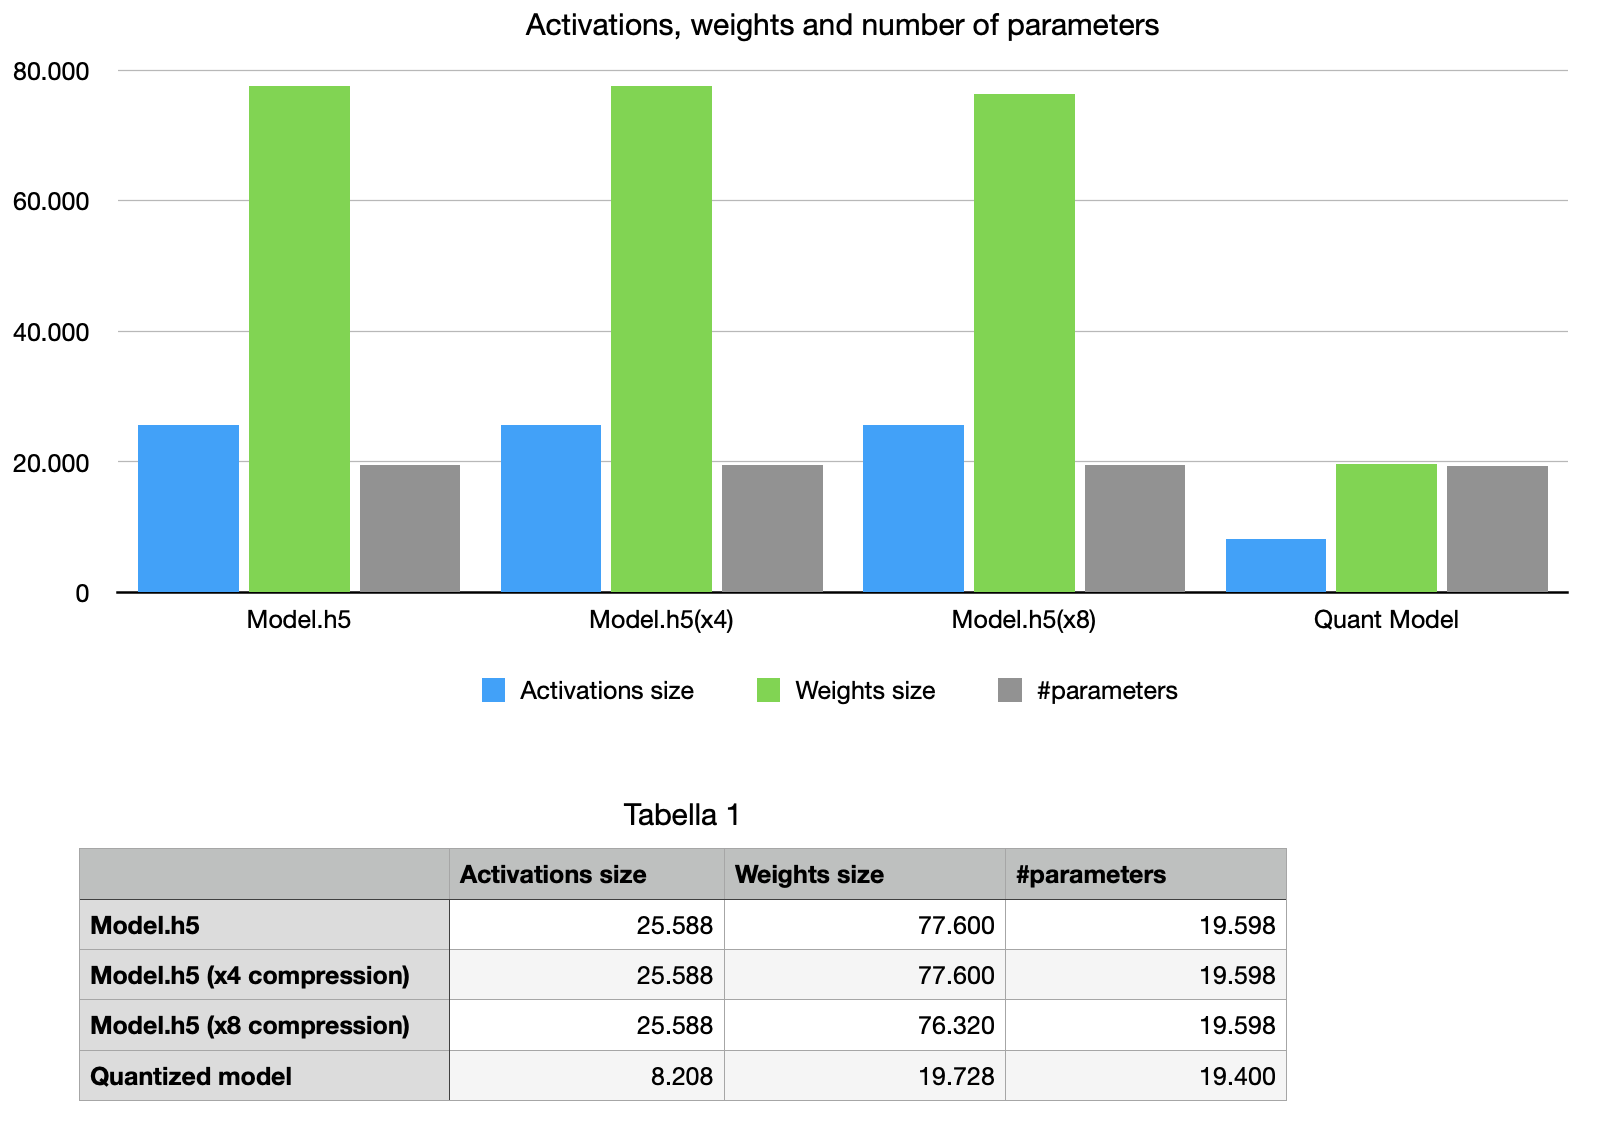 Activations, weights and number of parameters
80.000
60.000
40.000
20.000
0
Model.h5 Model.h5(x4) Model.h5(x8) Quant Model
Activations size Weights size #parameters
Tabella 1
Activations size Weights size #parameters
Model.h5 25.588 77.600 19.598
Model.h5 (x4 compression) 25.588 77.600 19.598
Model.h5 (x8 compression) 25.588 76.320 19.598
Quantized model 8.208 19.728 19.400